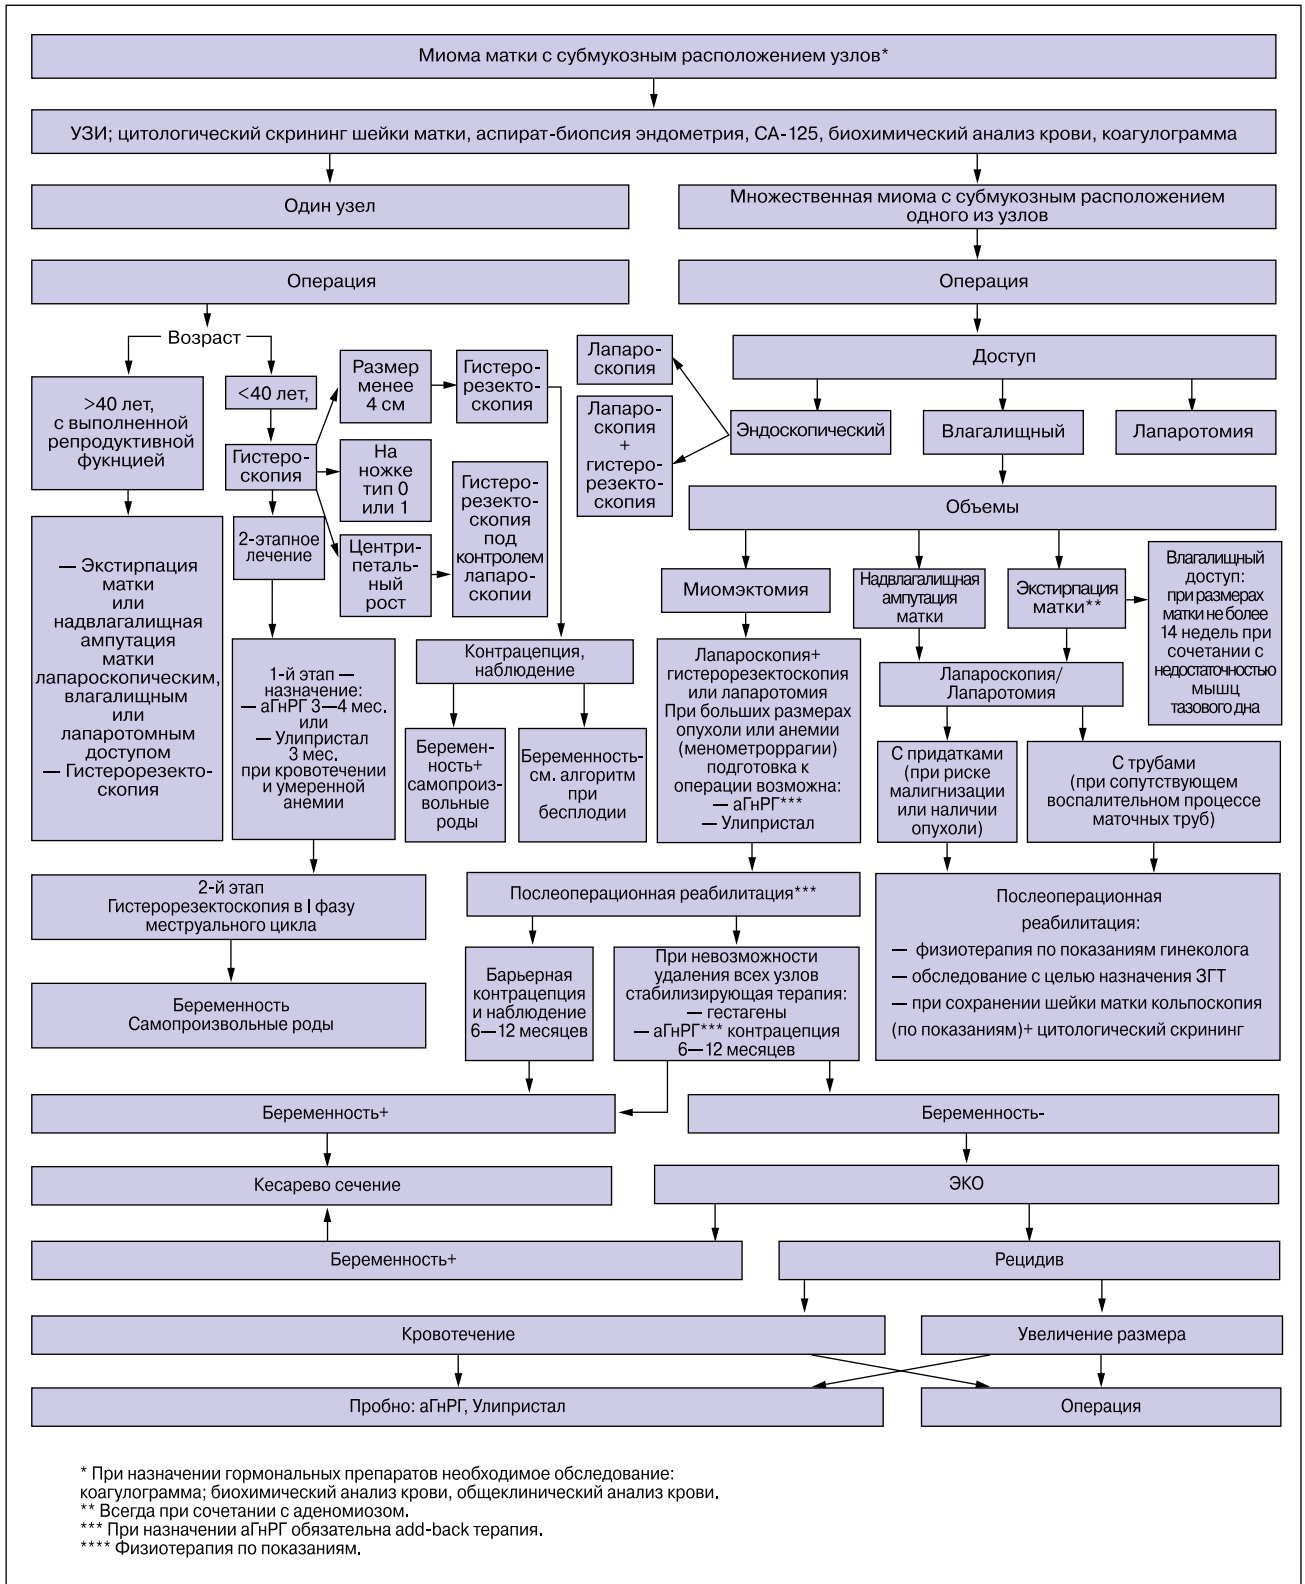 Миома матки с субмукозным расположением узлов*
УЗИ; цитологический скрининг шейки матки, аспират-биопсия эндометрия, СА-125, биохимический анализ крови, коагулограмма
Один узел
Множественная миома с субмукозным расположением
одного из узлов
Операция
Операция
Возраст
>40 лет,
с выполненной
репродуктивной
фукнцией
<40 лет,
Гистеро-
скопия
2-этапное
лечение
Размер
менее
4 см
На
ножке
тип 0
или 1
Центри-
петаль-
ный
рост
Гистеро-
резекто-
скопия
Гистеро-
резекто-
скопия
под
контролем
лапаро-
скопии
Лапаро-
скопия
Лапаро-
скопия
+
гистеро-
резекто-
скопия
Доступ
Эндоскопический
Влагалищный
Лапаротомия
Объемы
— Экстирпация
матки
или
надвлагалищная
ампутация
матки
лапароскопическим,
влагалищным
или
лапаротомным
доступом
— Гистерорезекто-
скопия
1-й этап —
назначение:
— аГнРГ 3—4 мес.
или
— Улипристал
3 мес.
при кровотечении
и умеренной
анемии
Контрацепция,
наблюдение
Беремен-
ность+
самопроиз-
вольные
роды
Беременность-
см. алгоритм
при
бесплодии
Миомэктомия
Надвлагалищная
ампутация
матки
Экстирпация
матки**
Влагалищный
доступ:
при размерах
матки не более
14 недель при
сочетании с
недостаточностью
мышц
тазового дна
Лапароскопия+
гистерорезектоскопия
или лапаротомия
При больших размерах
опухоли или анемии
(менометроррагии)
подготовка к
операции возможна:
— аГнРГ***
— Улипристал
Лапароскопия/
Лапаротомия
С придатками
(при риске
малигнизации
или наличии
опухоли)
С трубами
(при сопутствующем
воспалительном процессе
маточных труб)
2-й этап
Гистерорезектоскопия в I фазу
меструального цикла
Беременность
Самопроизвольные роды
Послеоперационная реабилитация***
Барьерная
контрацепция
и наблюдение
6—12 месяцев
При невозможности
удаления всех узлов
стабилизирующая терапия:
— гестагены
— аГнРГ*** контрацепция
6—12 месяцев
Послеоперационная
реабилитация:
— физиотерапия по показаниям гинеколога
— обследование с целью назначения ЗГТ
— при сохранении шейки матки кольпоскопия
(по показаниям)+ цитологический скрининг
Беременность+
Беременность-
Кесарево сечение
ЭКО
Беременность+
Рецидив
Кровотечение
Увеличение размера
Пробно: аГнРГ, Улипристал
Операция
* При назначении гормональных препаратов необходимое обследование:
коагулограмма; биохимический анализ крови, общеклинический анализ крови.
** Всегда при сочетании с аденомиозом.
*** При назначении аГнРГ обязательна add-back терапия.
**** Физиотерапия по показаниям.